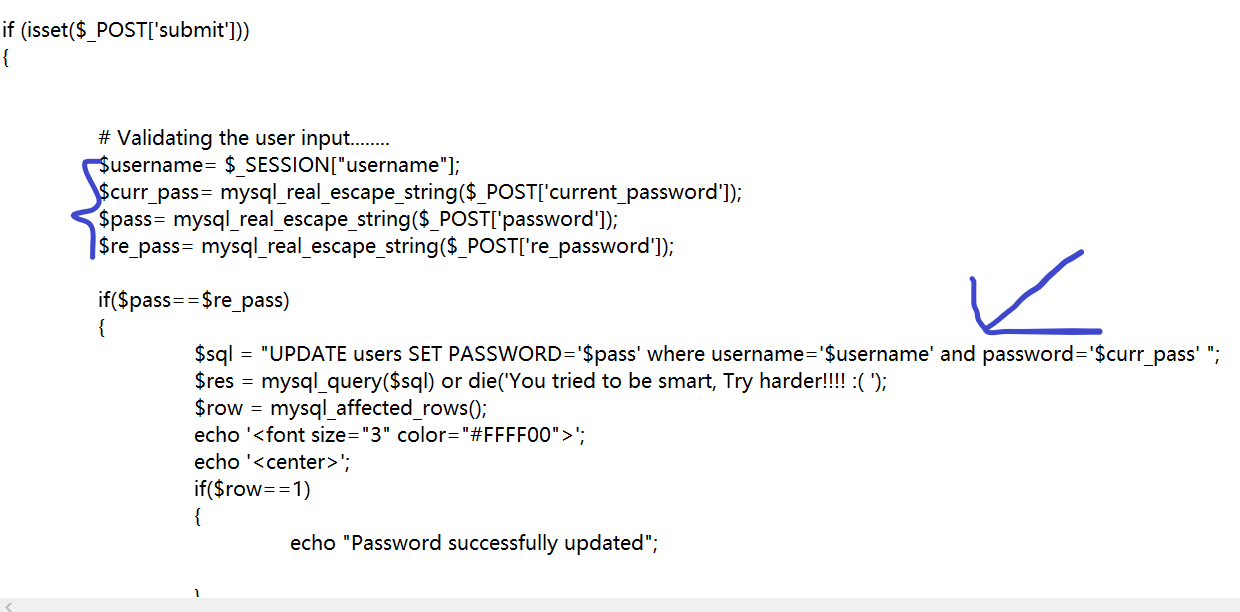 if (isset($_POST['submit']))
{
# Validating the user input........
$username= $_SESSION["username"];
$curr_pass= mysql_real_escape_string($_POST['current_password']);
$pass= mysql_real_escape_string($_POST['password']);
$re_pass= mysql_real_escape_string($_POST['re_password']);
if($pass==$re_pass)
{
$sql = "UPDATE users SET PASSWORD='$pass' where username='$username' and password='$curr_pass' ";
$res = mysql_query($sql) or die('You tried to be smart, Try harder!!!! :( ');
$row = mysql_affected_rows();
echo '<font size="3" color="#FFFF00">';
echo '<center>';
if($row==1)
{
echo "Password successfully updated";
}